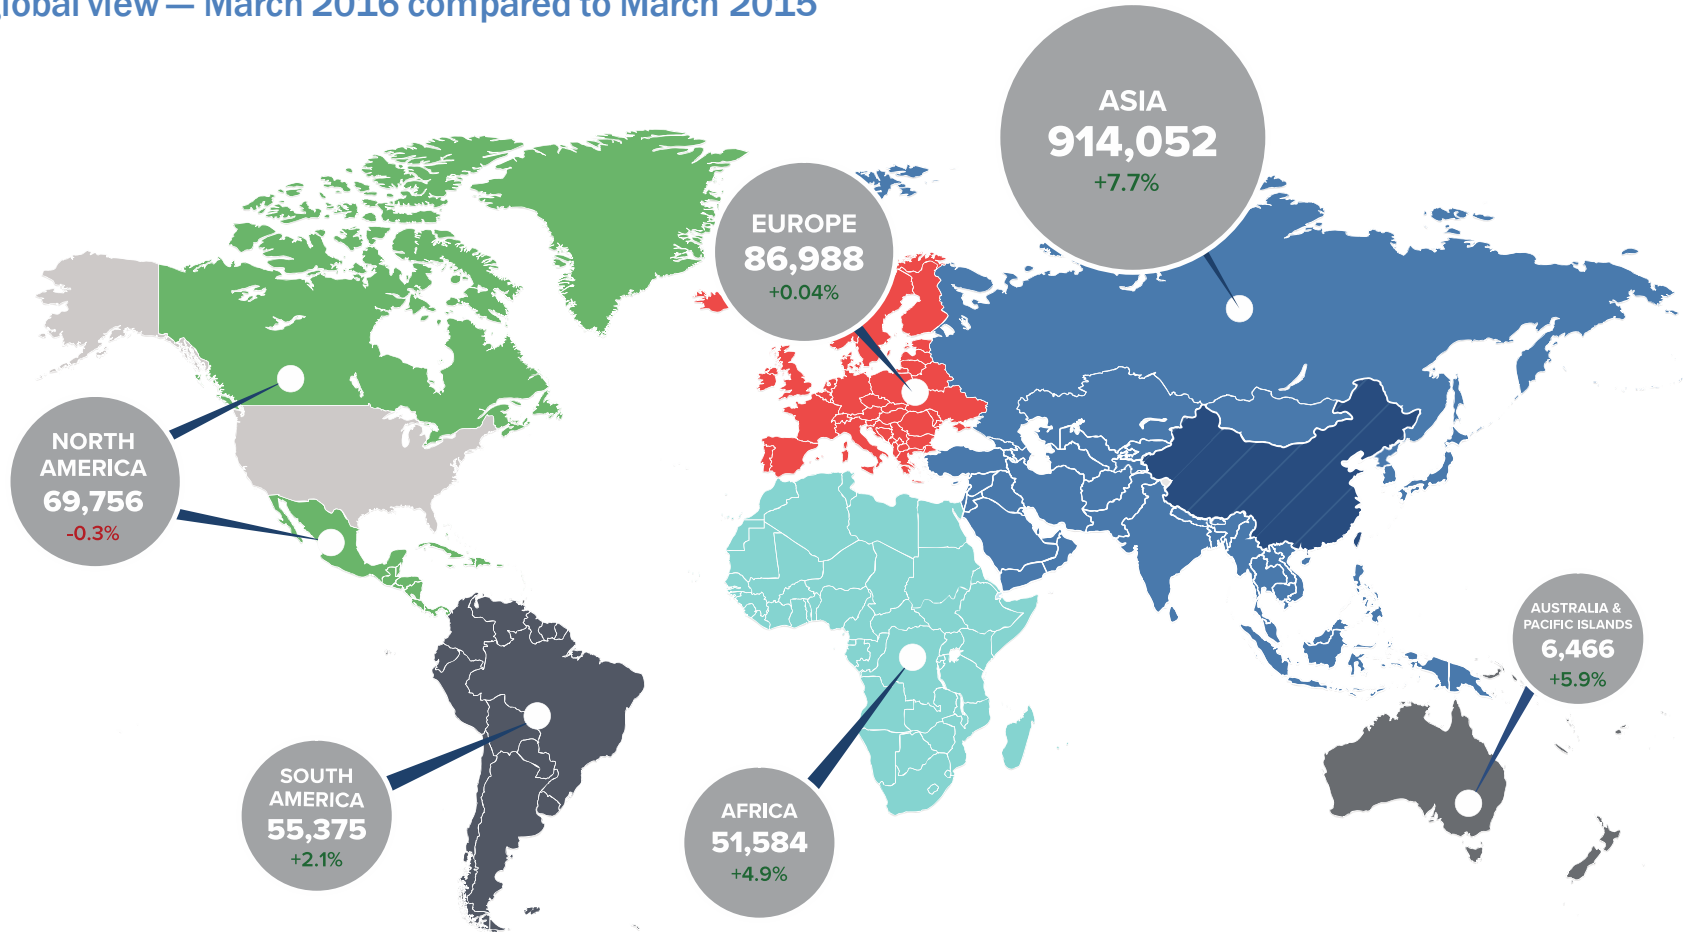 global view — March 2016 compared to March 2015
ASIA
914,052
+7.7%
EUROPE
86,988
+0.04%
NORTH
AMERICA
69,756
-0.3%
AUSTRALIA &
PACIFIC ISLANDS
6,466
+5.9%
SOUTH
AMERICA
55,375
+2.1%
AFRICA
51,584
+4.9%